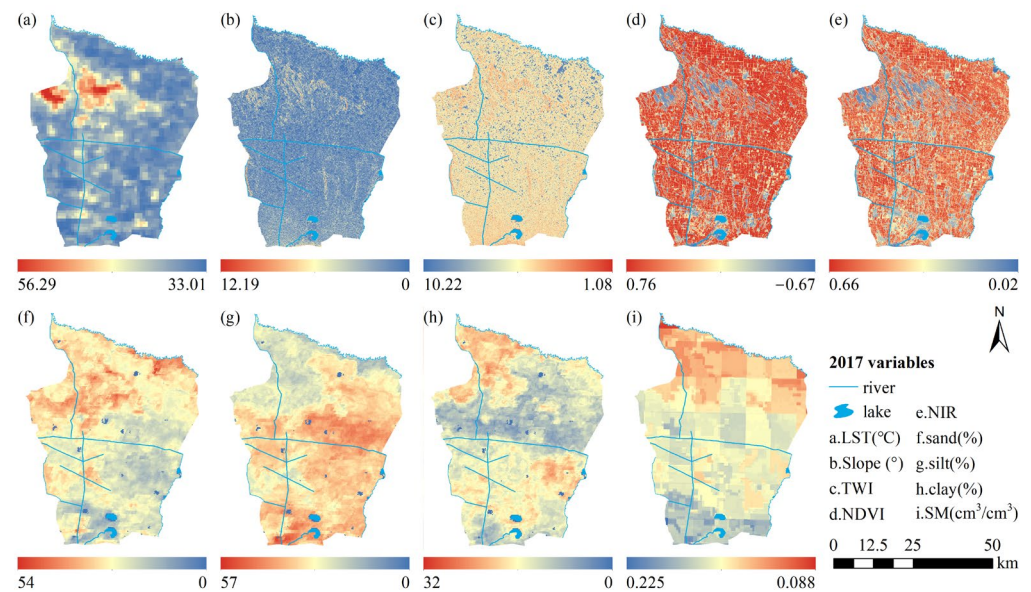 (a) (b) (c) (d) (e)
56.29 33.01 12.19 0 10.22 1.08 0.76 −0.67 0.66 0.02
(f) (g) (h) (i)
N
2017 variables
river
lake e.NIR
a.LST(℃) f.sand(%)
b.Slope (°) g.silt(%)
c.TWI h.clay(%)
d.NDVI i.SM(cm³/cm³)
0 12.5 25 50
km
54 0 57 0 32 0 0.225 0.088